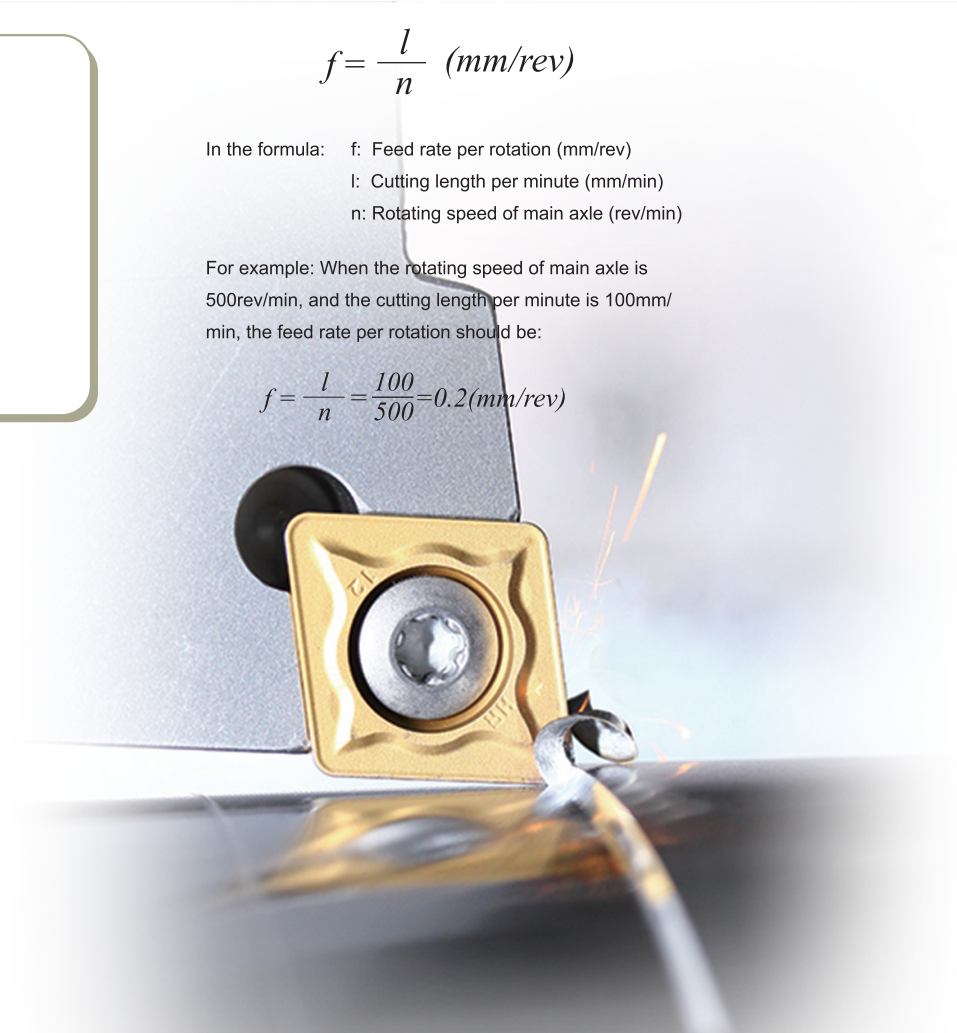 f = l/n (mm/rev)
In the formula: f: Feed rate per rotation (mm/rev)
l: Cutting length per minute (mm/min)
n: Rotating speed of main axle (rev/min)
For example: When the rotating speed of main axle is
500rev/min, and the cutting length per minute is 100mm/
min, the feed rate per rotation should be:
f = l/n = 100/500 =0.2(mm/rev)
12